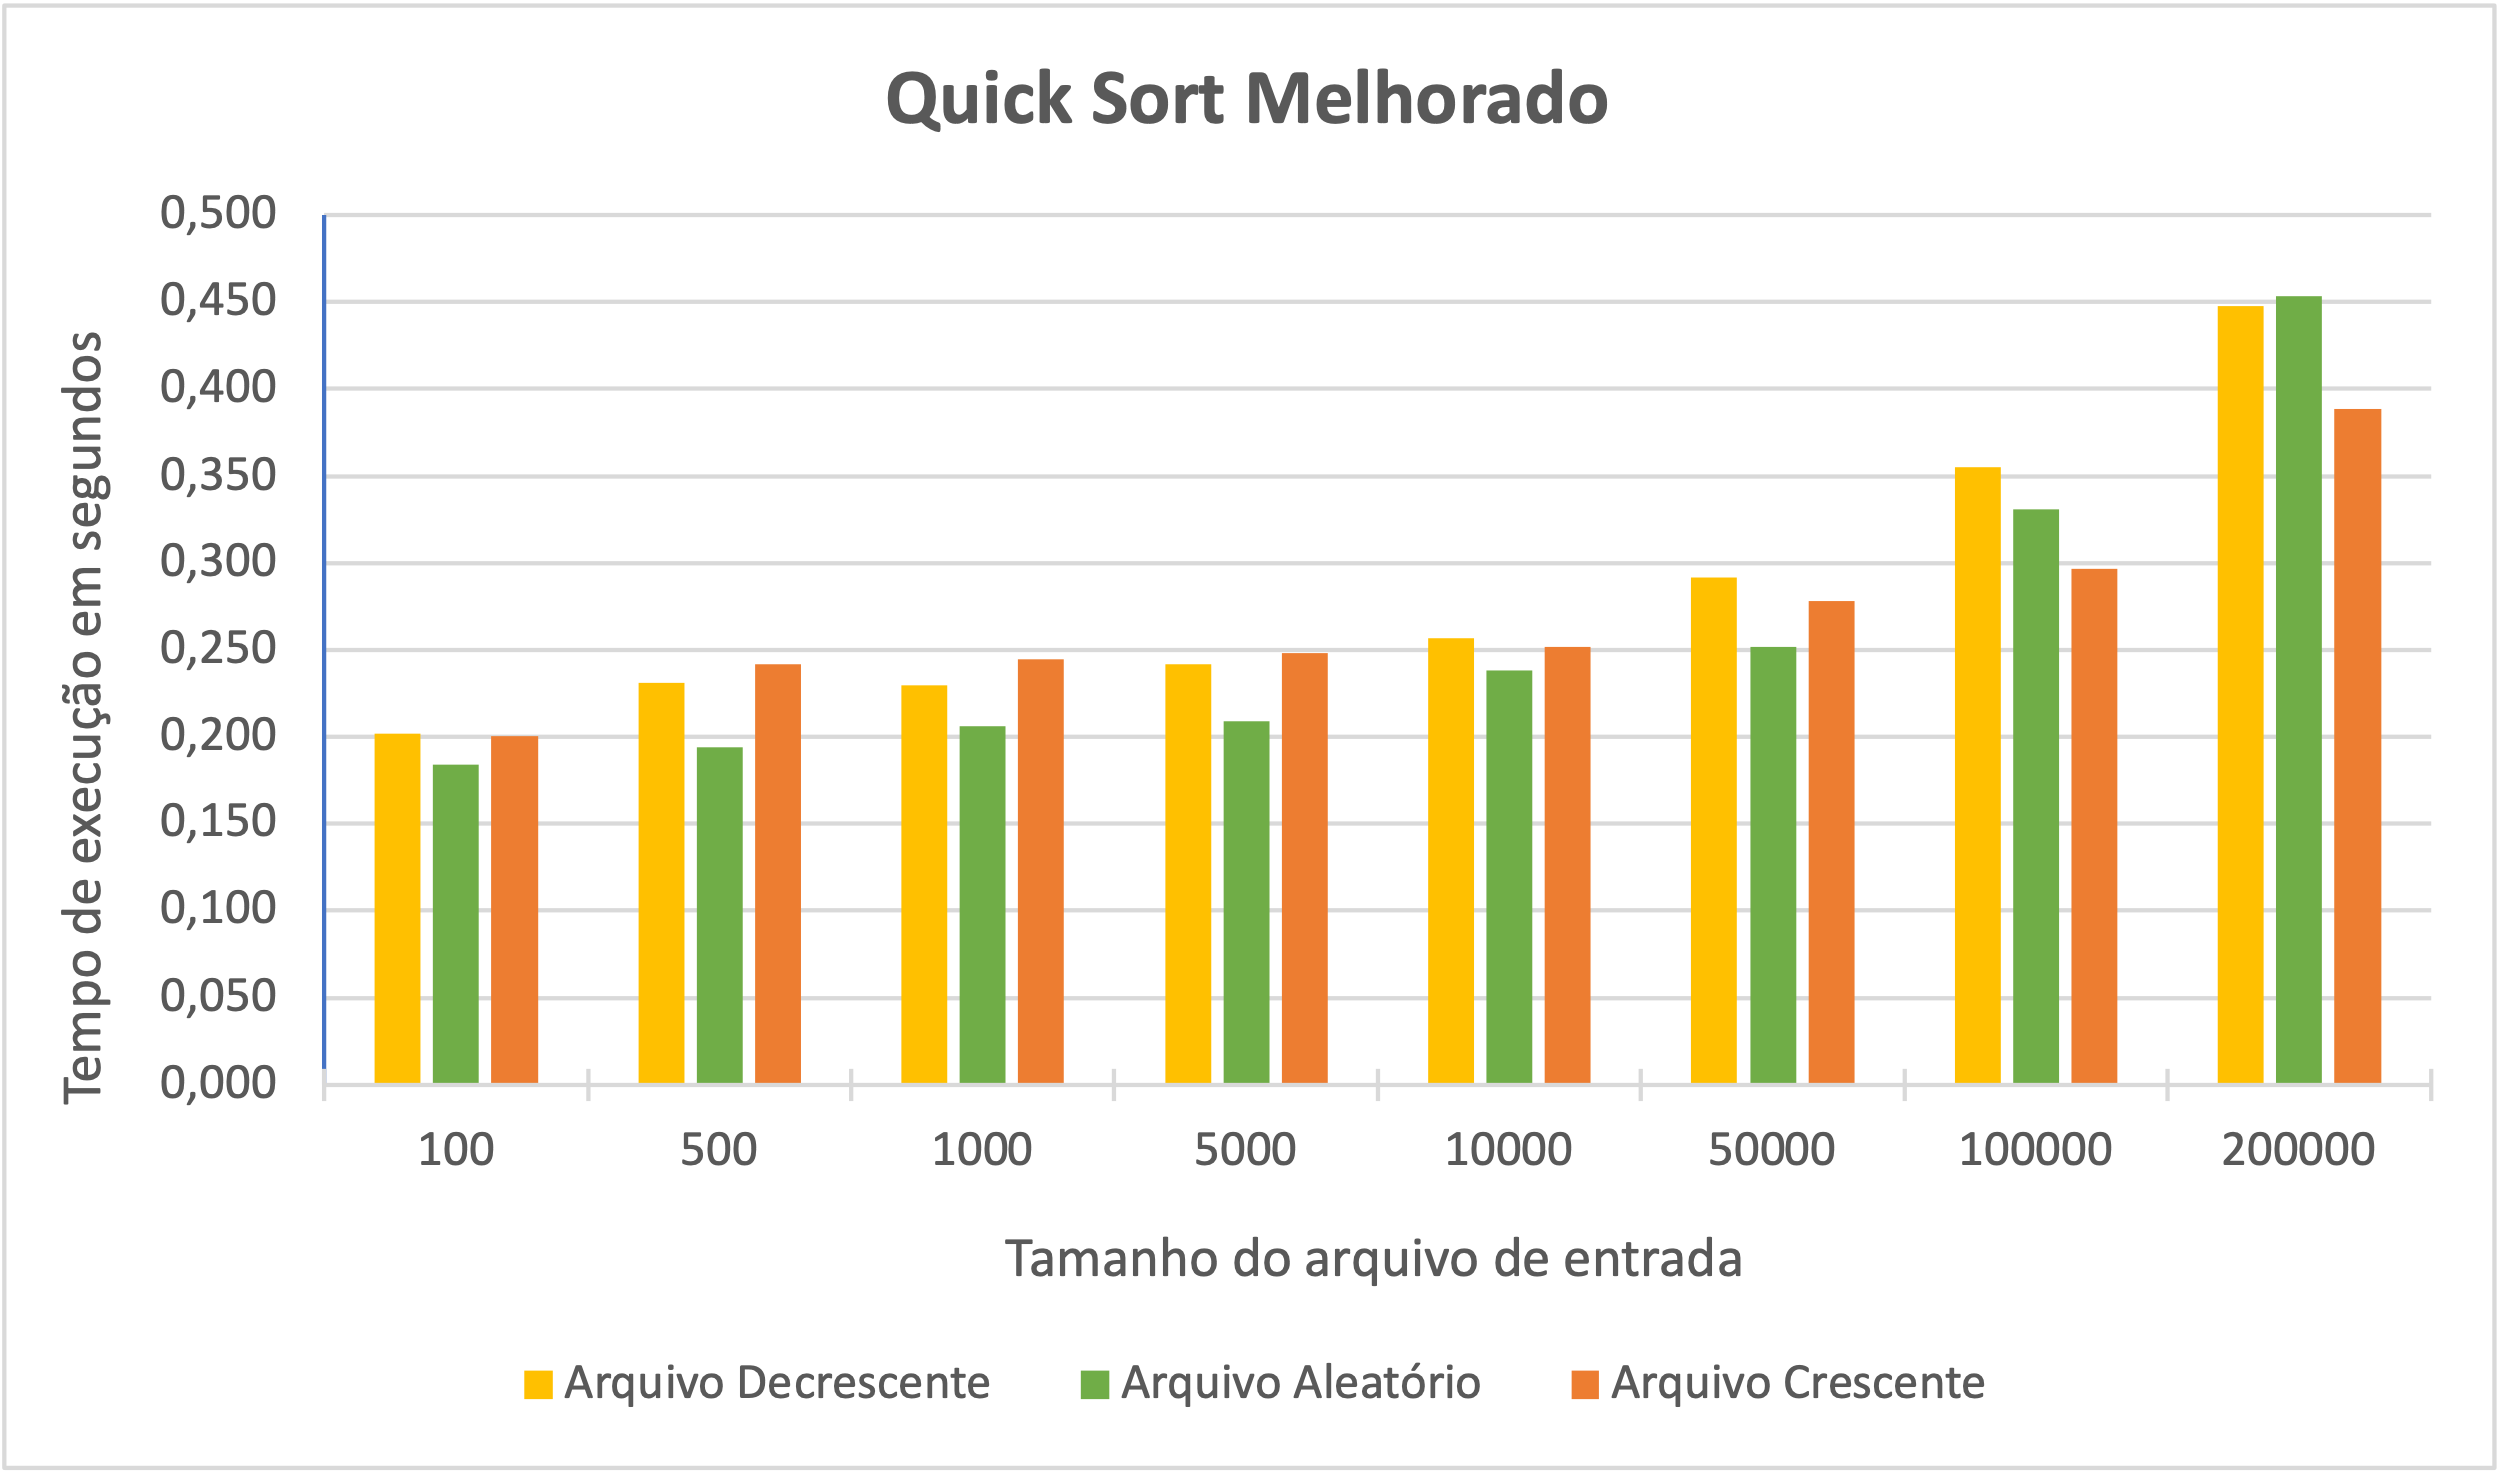 Quick Sort Melhorado
Tempo de execução em segundos
0,500
0,450
0,400
0,350
0,300
0,250
0,200
0,150
0,100
0,050
0,000
100 500 1000 5000 10000 50000 100000 200000
Tamanho do arquivo de entrada
Arquivo Decrescente Arquivo Aleatório Arquivo Crescente